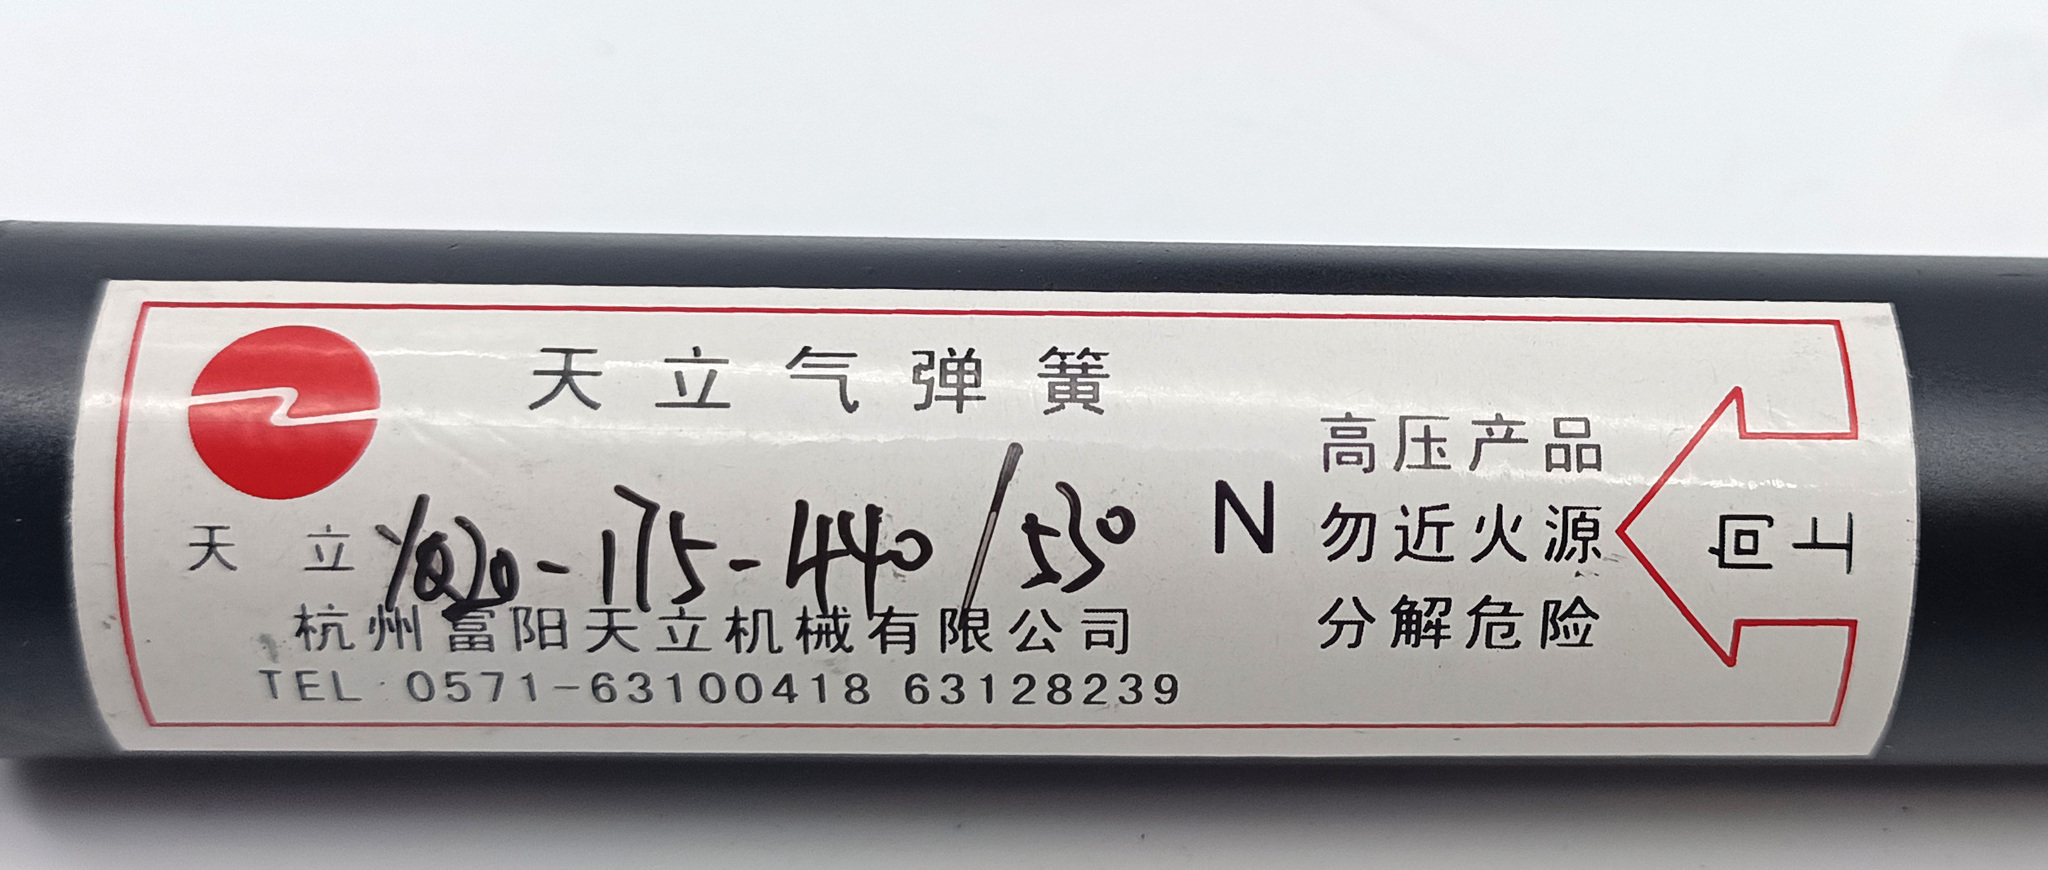 天立气弹簧
天立
YQ20-175-440/530 N
杭州富阳天立机械有限公司
TEL: 0571-63100418 63128239
高压产品
勿近火源
分解危险
向下